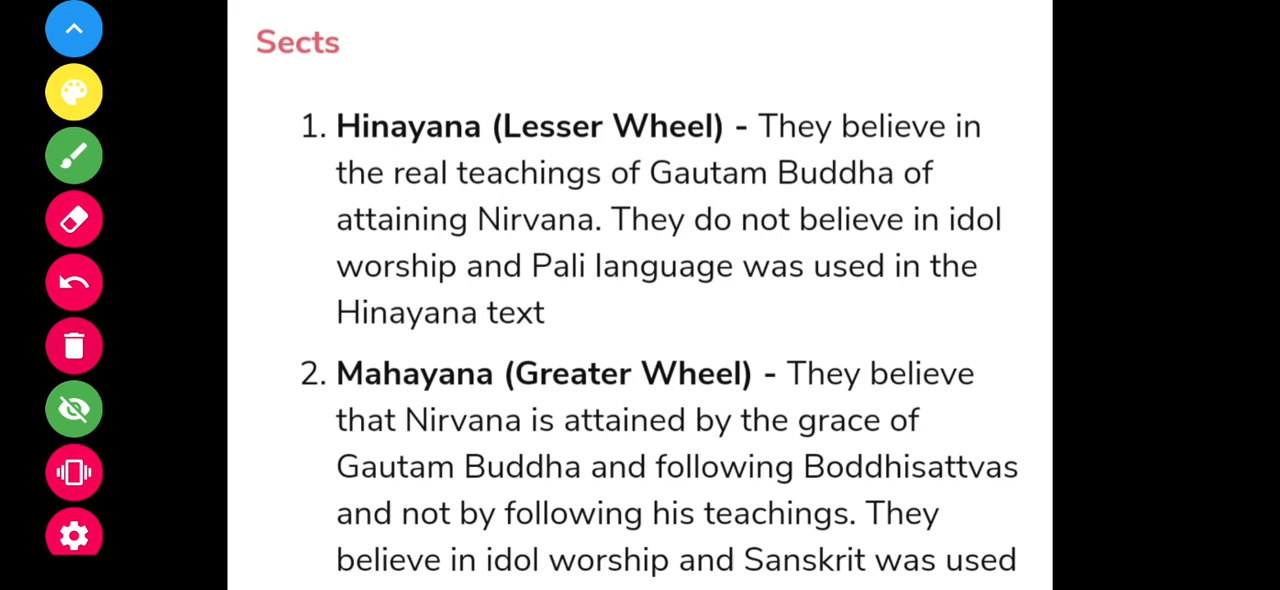 Sects
1. Hinayana (Lesser Wheel) - They believe in
the real teachings of Gautam Buddha of
attaining Nirvana. They do not believe in idol
worship and Pali language was used in the
Hinayana text
2. Mahayana (Greater Wheel) - They believe
that Nirvana is attained by the grace of
Gautam Buddha and following Boddhisattvas
and not by following his teachings. They
believe in idol worship and Sanskrit was used